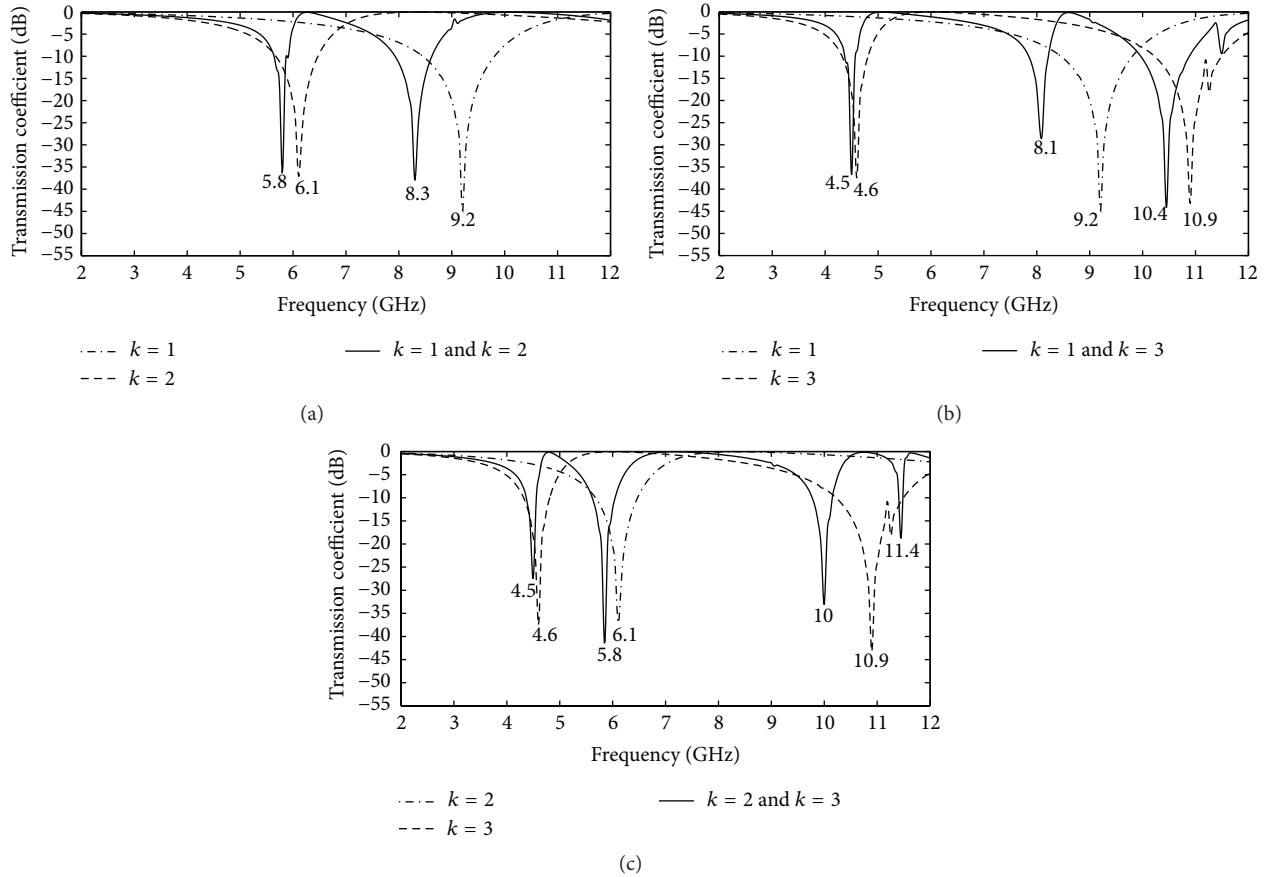 Transmission coefficient (dB)
0
−5
−10
−15
−20
−25
−30
−35
−40
−45
−50
−55
5.8
6.1
8.3
9.2
2 3 4 5 6 7 8 9 10 11 12
Frequency (GHz)
k = 1
k = 2
k = 1 and k = 2
(a)
Transmission coefficient (dB)
0
−5
−10
−15
−20
−25
−30
−35
−40
−45
−50
−55
4.5
4.6
8.1
9.2
10.4
10.9
2 3 4 5 6 7 8 9 10 11 12
Frequency (GHz)
k = 1
k = 3
k = 1 and k = 3
(b)
Transmission coefficient (dB)
0
−5
−10
−15
−20
−25
−30
−35
−40
−45
−50
−55
4.5
4.6
5.8
6.1
10
10.9
11.4
2 3 4 5 6 7 8 9 10 11 12
Frequency (GHz)
k = 2
k = 3
k = 2 and k = 3
(c)